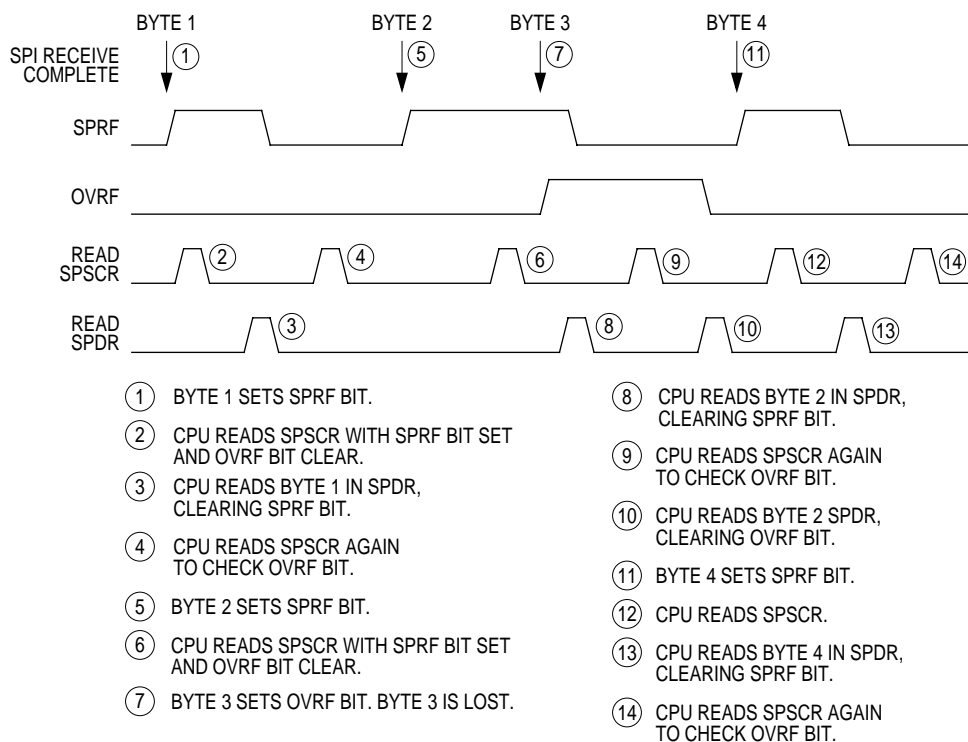 BYTE 1 BYTE 2 BYTE 3 BYTE 4
SPI RECEIVE
COMPLETE
1 5 7 11
SPRF
OVRF
READ
SPSCR
2 4 6 9 12 14
READ
SPDR
3 8 10 13
1 BYTE 1 SETS SPRF BIT.
2 CPU READS SPSCR WITH SPRF BIT SET
AND OVRF BIT CLEAR.
3 CPU READS BYTE 1 IN SPDR,
CLEARING SPRF BIT.
4 CPU READS SPSCR AGAIN
TO CHECK OVRF BIT.
5 BYTE 2 SETS SPRF BIT.
6 CPU READS SPSCR WITH SPRF BIT SET
AND OVRF BIT CLEAR.
7 BYTE 3 SETS OVRF BIT. BYTE 3 IS LOST.
8 CPU READS BYTE 2 IN SPDR,
CLEARING SPRF BIT.
9 CPU READS SPSCR AGAIN
TO CHECK OVRF BIT.
10 CPU READS BYTE 2 SPDR,
CLEARING OVRF BIT.
11 BYTE 4 SETS SPRF BIT.
12 CPU READS SPSCR.
13 CPU READS BYTE 4 IN SPDR,
CLEARING SPRF BIT.
14 CPU READS SPSCR AGAIN
TO CHECK OVRF BIT.